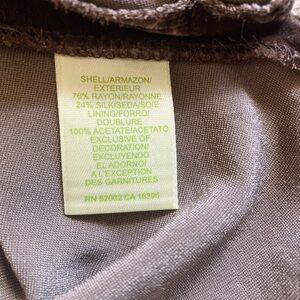 SHELL/ARMAZON/
EXTERIEUR
76% RAYON/RAYONNE
24% SILK/SEDA/SOIE
LINING/FORRO/
DOUBLURE
100% ACETATE/ACETATO
EXCLUSIVE OF
DECORATION/
EXCLUYENDO
EL ADORNO/
A L'EXCEPTION
DES GARNITURES
RN 52002 CA 18396